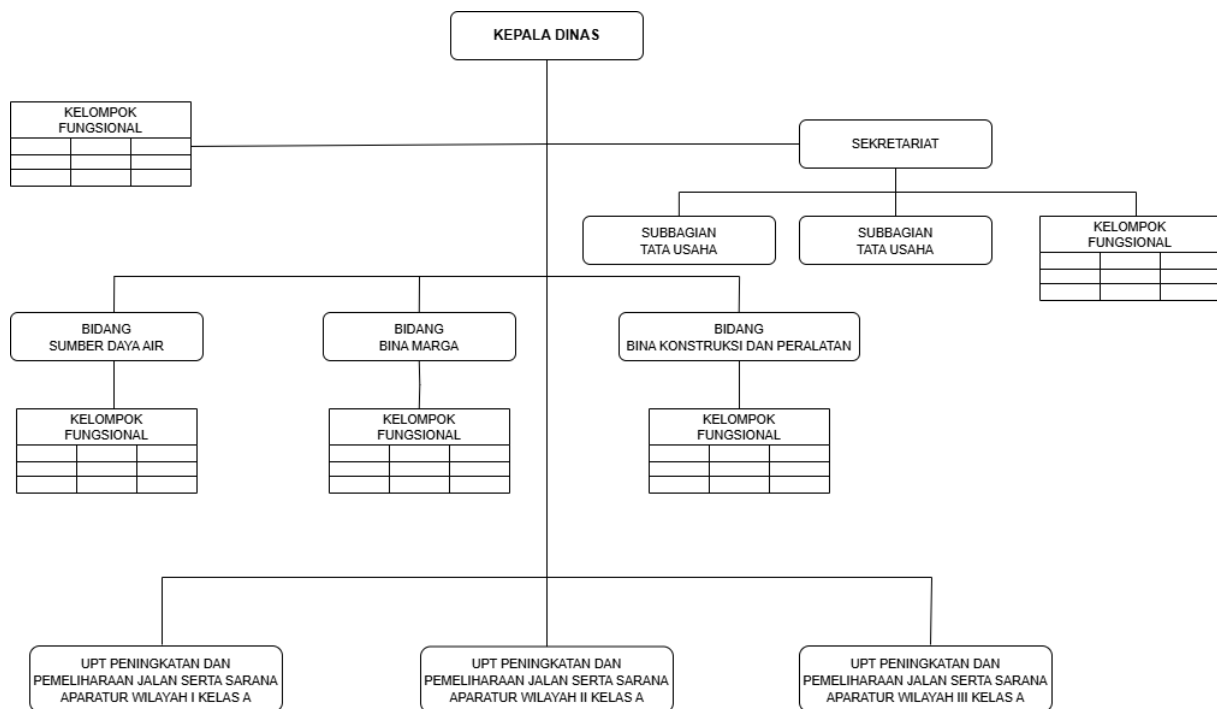 KEPALA DINAS
KELOMPOK
FUNGSIONAL
SEKRETARIAT
SUBBAGIAN
TATA USAHA
SUBBAGIAN
TATA USAHA
KELOMPOK
FUNGSIONAL
BIDANG
SUMBER DAYA AIR
BIDANG
BINA MARGA
BIDANG
BINA KONSTRUKSI DAN PERALATAN
KELOMPOK
FUNGSIONAL
KELOMPOK
FUNGSIONAL
KELOMPOK
FUNGSIONAL
UPT PENINGKATAN DAN
PEMELIHARAAN JALAN SERTA SARANA
APARATUR WILAYAH I KELAS A
UPT PENINGKATAN DAN
PEMELIHARAAN JALAN SERTA SARANA
APARATUR WILAYAH II KELAS A
UPT PENINGKATAN DAN
PEMELIHARAAN JALAN SERTA SARANA
APARATUR WILAYAH III KELAS A